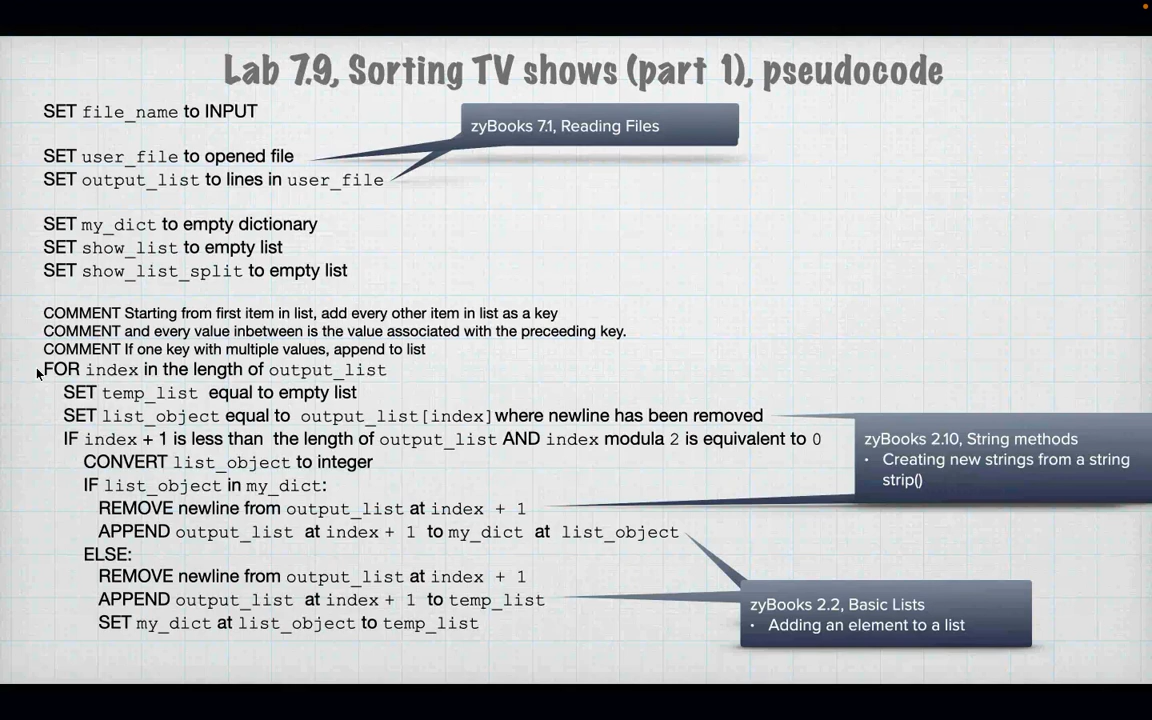 Lab 7.9, Sorting TV shows (part 1), pseudocode
SET file_name to INPUT
zyBooks 7.1, Reading Files
SET user_file to opened file
SET output_list to lines in user_file
SET my_dict to empty dictionary
SET show_list to empty list
SET show_list_split to empty list
COMMENT Starting from first item in list, add every other item in list as a key
COMMENT and every value inbetween is the value associated with the preceeding key.
COMMENT If one key with multiple values, append to list
FOR index in the length of output_list
SET temp_list equal to empty list
SET list_object equal to output_list[index] where newline has been removed
IF index + 1 is less than the length of output_list AND index modula 2 is equivalent to 0
zyBooks 2.10, String methods
• Creating new strings from a string
strip()
CONVERT list_object to integer
IF list_object in my_dict:
REMOVE newline from output_list at index + 1
APPEND output_list at index + 1 to my_dict at list_object
ELSE:
REMOVE newline from output_list at index + 1
APPEND output_list at index + 1 to temp_list
SET my_dict at list_object to temp_list
zyBooks 2.2, Basic Lists
• Adding an element to a list